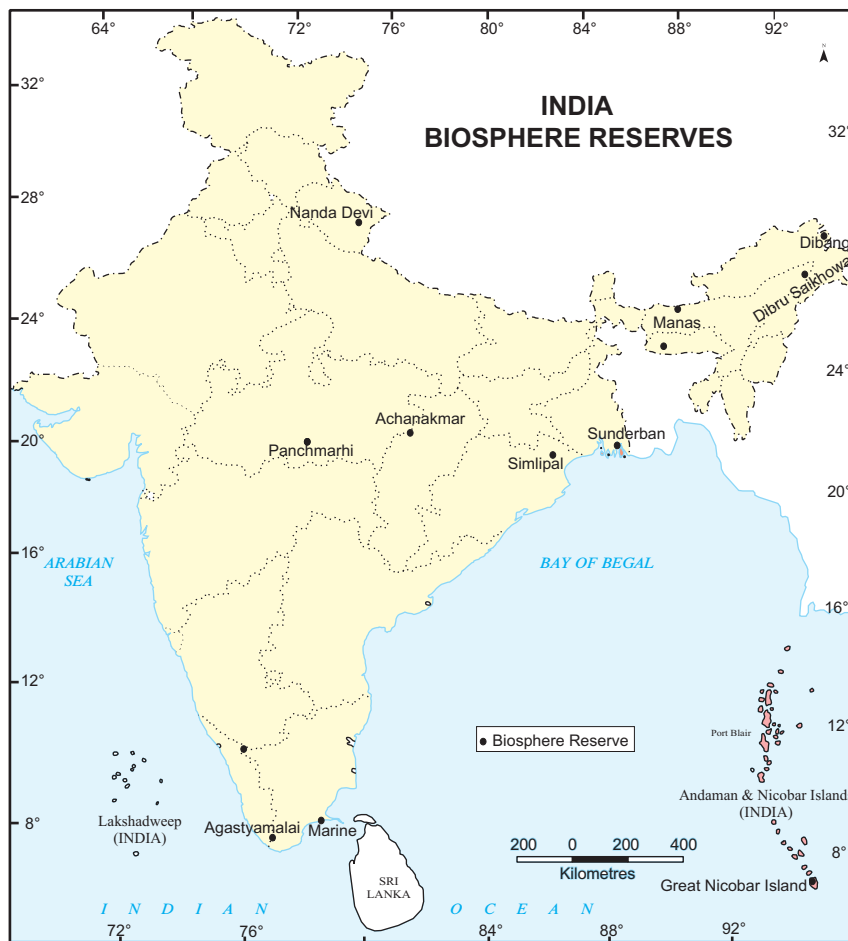 64°
72°
76°
80°
84°
88°
92°
N
32°
INDIA
BIOSPHERE RESERVES
32°
28°
Nanda Devi
Dibang
Dibru Saikhowa
24°
Manas
24°
Achanakmar
20°
Panchmarhi
Sunderban
Simlipal
20°
16°
ARABIAN
SEA
BAY OF BEGAL
16°
12°
12°
Port Blair
Biosphere Reserve
Andaman & Nicobar Island
(INDIA)
Lakshadweep
(INDIA)
8°
Agastyamalai
Marine
8°
200 0 200 400
Kilometres
SRI
LANKA
Great Nicobar Island
INDIAN OCEAN
72°
76°
84°
88°
92°